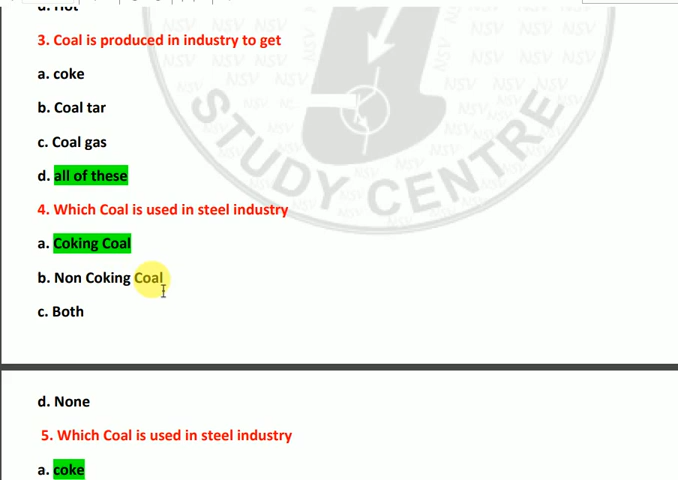 d. Hot
3. Coal is produced in industry to get
a. coke
b. Coal tar
c. Coal gas
d. all of these
4. Which Coal is used in steel industry
a. Coking Coal
b. Non Coking Coal
c. Both
d. None
5. Which Coal is used in steel industry
a. coke
STUDY CENTRE